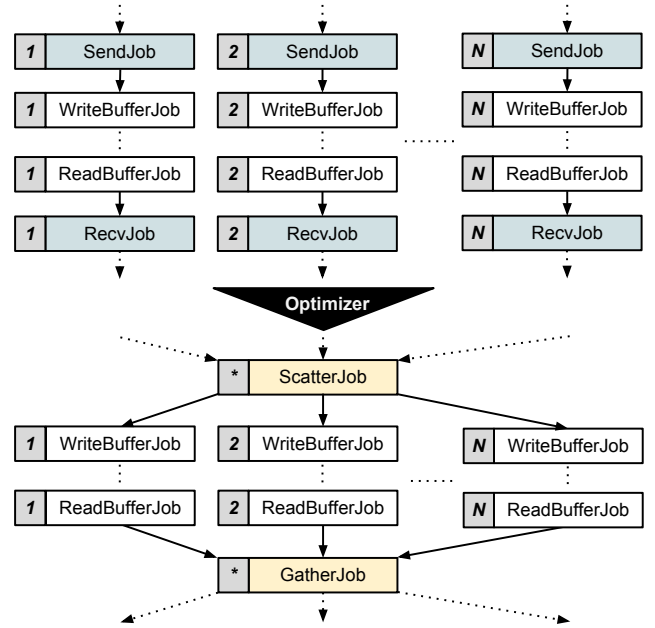 1 SendJob 2 SendJob N SendJob
1 WriteBufferJob 2 WriteBufferJob N WriteBufferJob
1 ReadBufferJob 2 ReadBufferJob N ReadBufferJob
1 RecvJob 2 RecvJob N RecvJob
Optimizer
* ScatterJob
1 WriteBufferJob 2 WriteBufferJob N WriteBufferJob
1 ReadBufferJob 2 ReadBufferJob N ReadBufferJob
* GatherJob